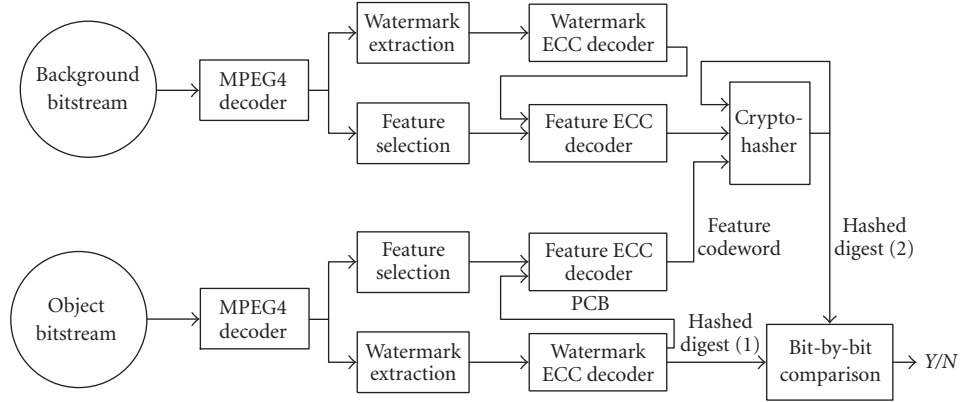 Background
bitstream
MPEG4
decoder
Watermark
extraction
Watermark
ECC decoder
Feature
selection
Feature ECC
decoder
Crypto-
hasher
Feature
codeword
Hashed
digest (2)
Object
bitstream
MPEG4
decoder
Feature
selection
Feature ECC
decoder
PCB
Watermark
extraction
Watermark
ECC decoder
Hashed
digest (1)
Bit-by-bit
comparison
Y/N